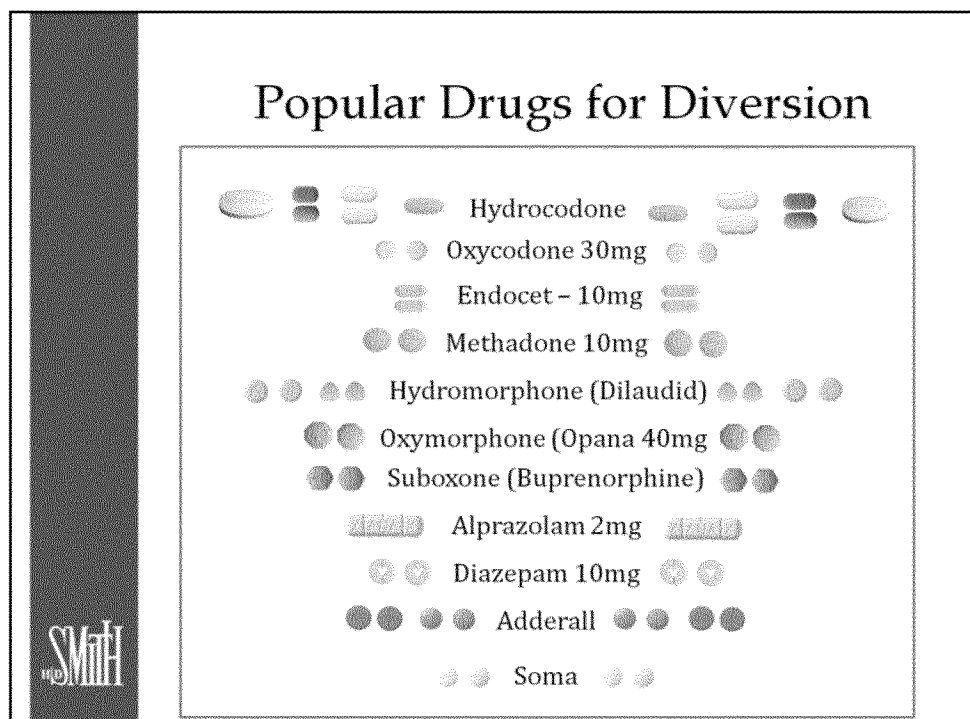 Popular Drugs for Diversion
Hydrocodone
Oxycodone 30mg
Endocet – 10mg
Methadone 10mg
Hydromorphone (Dilaudid)
Oxymorphone (Opana 40mg
Suboxone (Buprenorphine)
Alprazolam 2mg
Diazepam 10mg
Adderall
Soma
HD SMITH